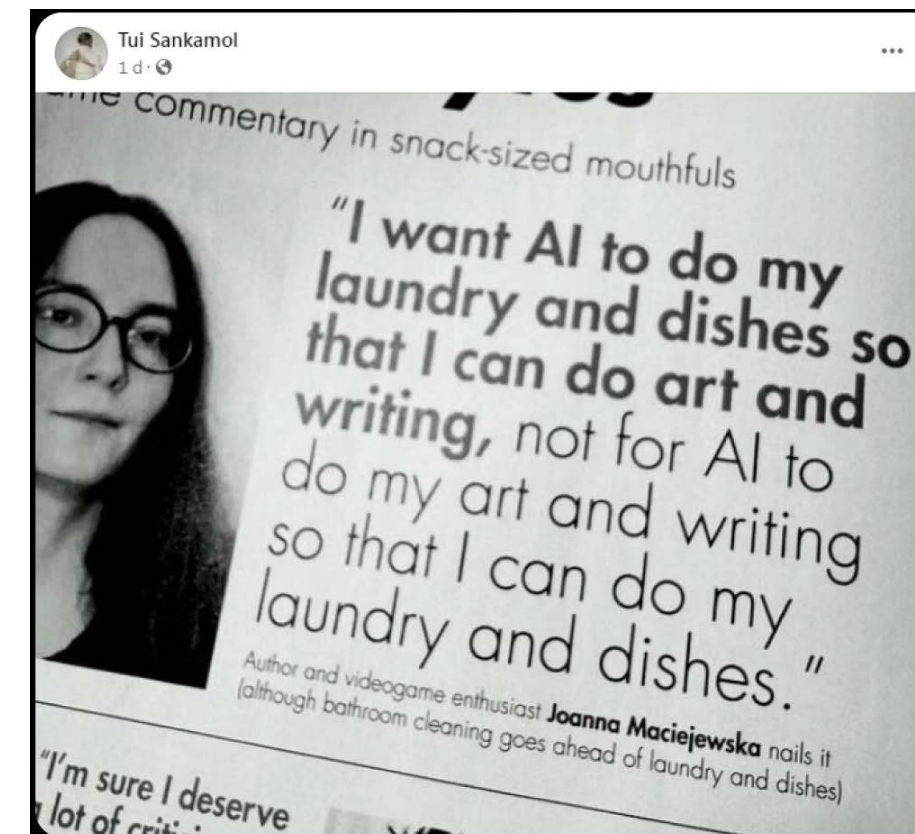 Tui Sankamol
1 d
commentary in snack-sized mouthfuls
"I want AI to do my
laundry and dishes so
that I can do art and
writing, not for AI to
do my art and writing
so that I can do my
laundry and dishes."
Author and videogame enthusiast Joanna Maciejewska nails it
(although bathroom cleaning goes ahead of laundry and dishes)
"I'm sure I deserve
lot of